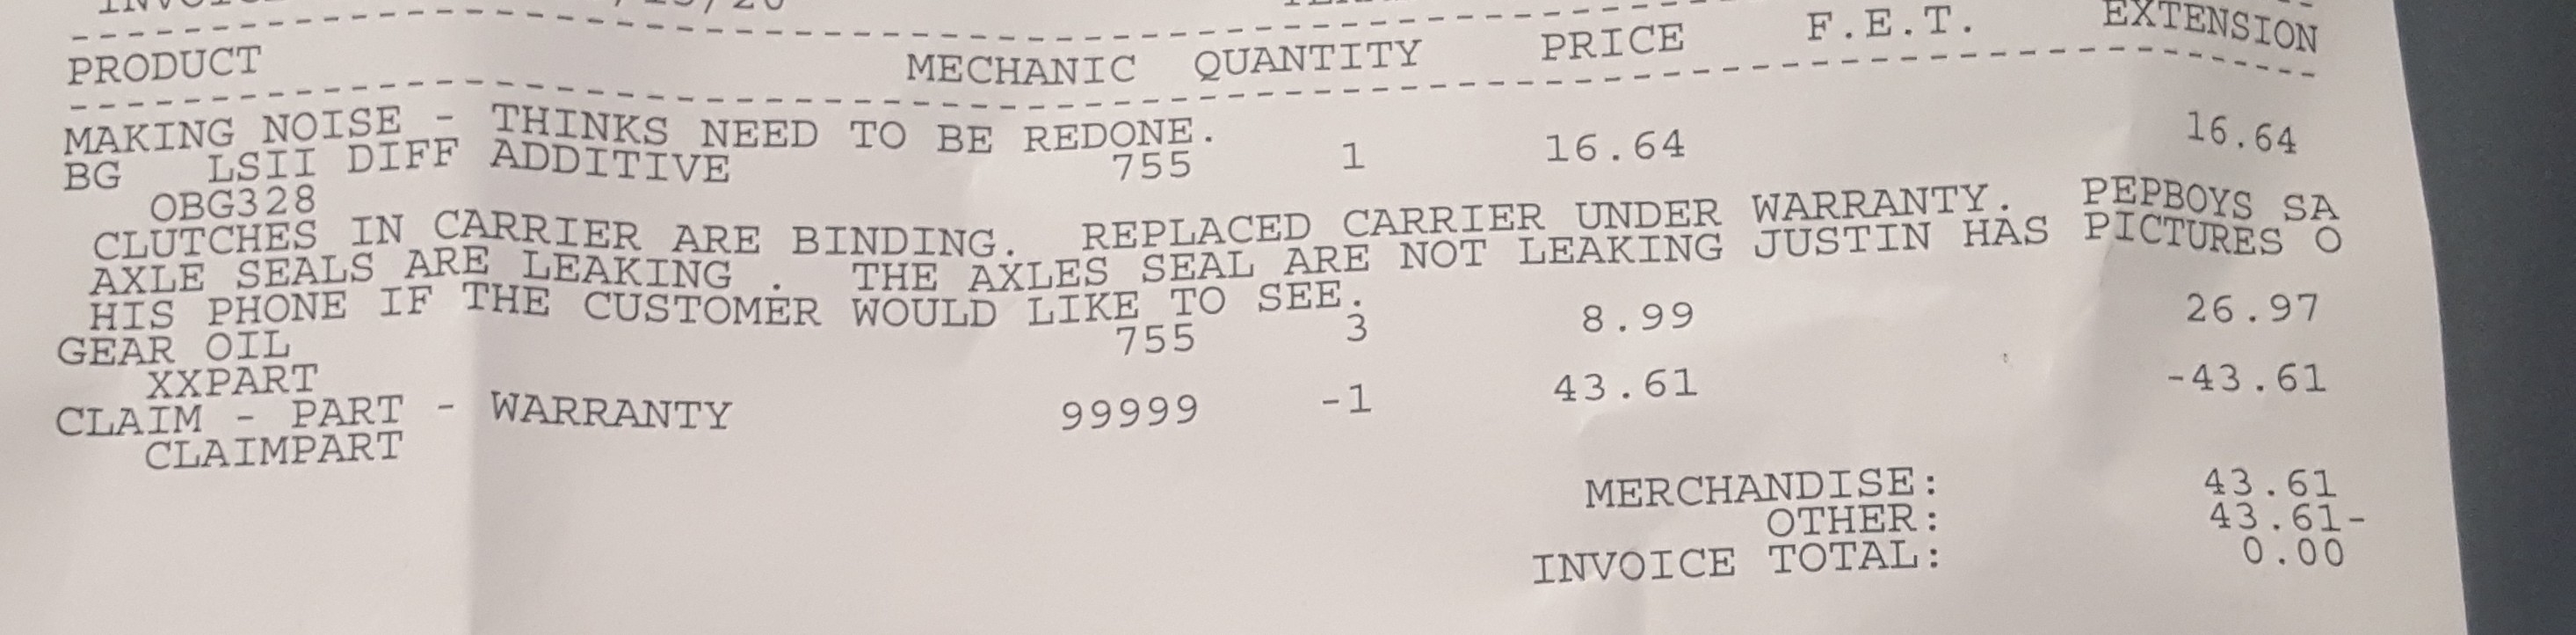 PRODUCT MECHANIC QUANTITY PRICE F.E.T. EXTENSION
MAKING NOISE - THINKS NEED TO BE REDONE.
BG LSII DIFF ADDITIVE 755 1 16.64 16.64
OBG328
CLUTCHES IN CARRIER ARE BINDING. REPLACED CARRIER UNDER WARRANTY. PEPBOYS SA
AXLE SEALS ARE LEAKING . THE AXLES SEAL ARE NOT LEAKING JUSTIN HAS PICTURES O
HIS PHONE IF THE CUSTOMER WOULD LIKE TO SEE.
GEAR OIL 755 3 8.99 26.97
XXPART
CLAIM - PART - WARRANTY 99999 -1 43.61 -43.61
CLAIMPART
MERCHANDISE: 43.61
OTHER: 43.61-
INVOICE TOTAL: 0.00